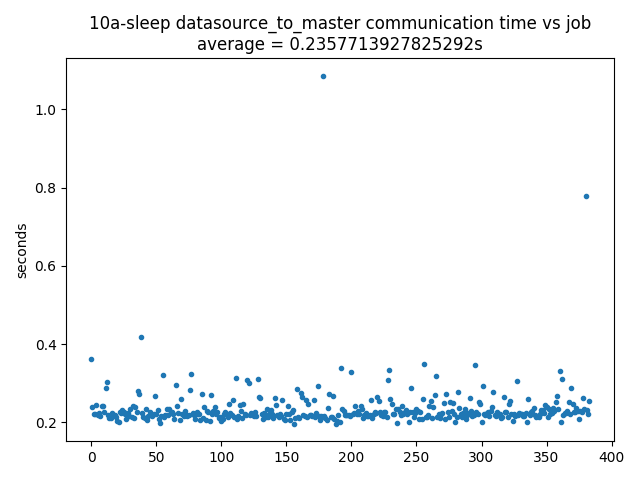 10a-sleep datasource_to_master communication time vs job
average = 0.2357713927825292s
seconds
1.0
0.8
0.6
0.4
0.2
0 50 100 150 200 250 300 350 400